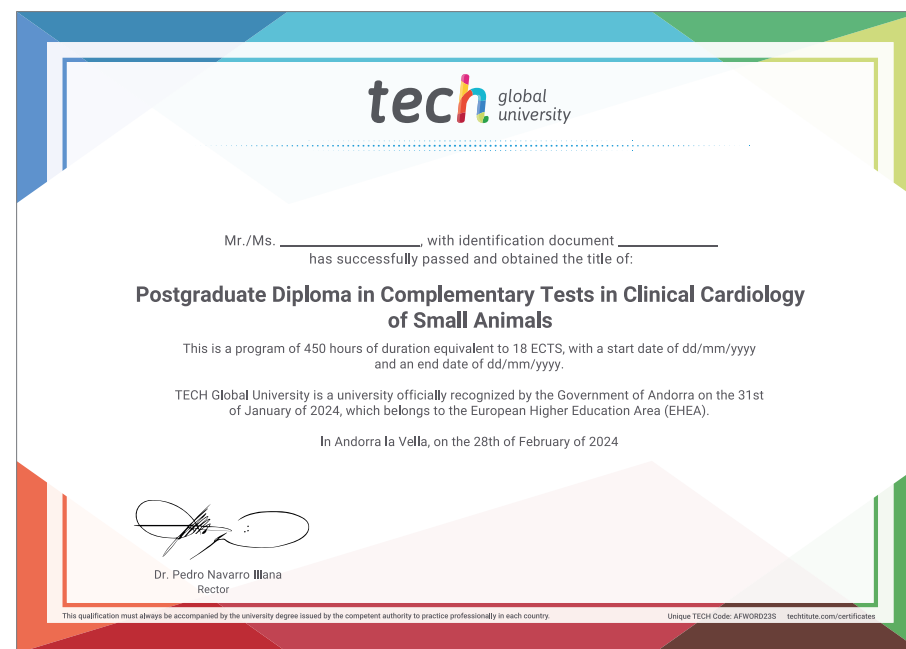 tech global
university
Mr./Ms. ____________________, with identification document ______________
has successfully passed and obtained the title of:
Postgraduate Diploma in Complementary Tests in Clinical Cardiology
of Small Animals
This is a program of 450 hours of duration equivalent to 18 ECTS, with a start date of dd/mm/yyyy
and an end date of dd/mm/yyyy.
TECH Global University is a university officially recognized by the Government of Andorra on the 31st
of January of 2024, which belongs to the European Higher Education Area (EHEA).
In Andorra la Vella, on the 28th of February of 2024
Dr. Pedro Navarro Illana
Rector
This qualification must always be accompanied by the university degree issued by the competent authority to practice professionally in each country.
Unique TECH Code: AFWORD23S techtitute.com/certificates